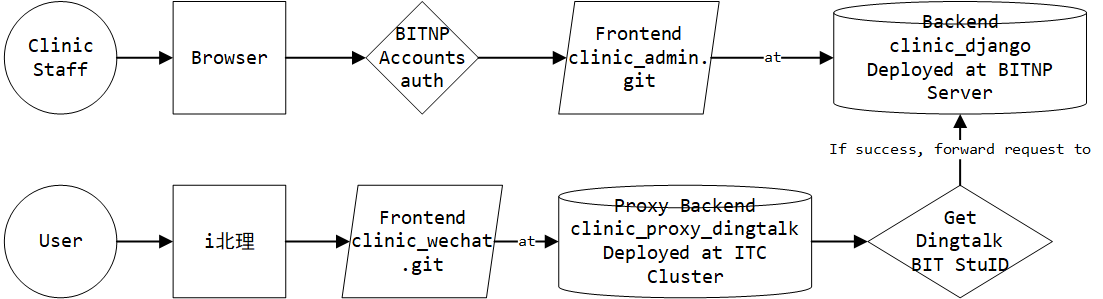 Clinic
Staff
Browser
BITNP
Accounts
auth
Frontend
clinic_admin.
git
at
Backend
clinic_django
Deployed at BITNP
Server
If success, forward request to
User
i北理
Frontend
clinic_wechat
.git
at
Proxy Backend
clinic_proxy_dingtalk
Deployed at ITC
Cluster
Get
Dingtalk
BIT StuID